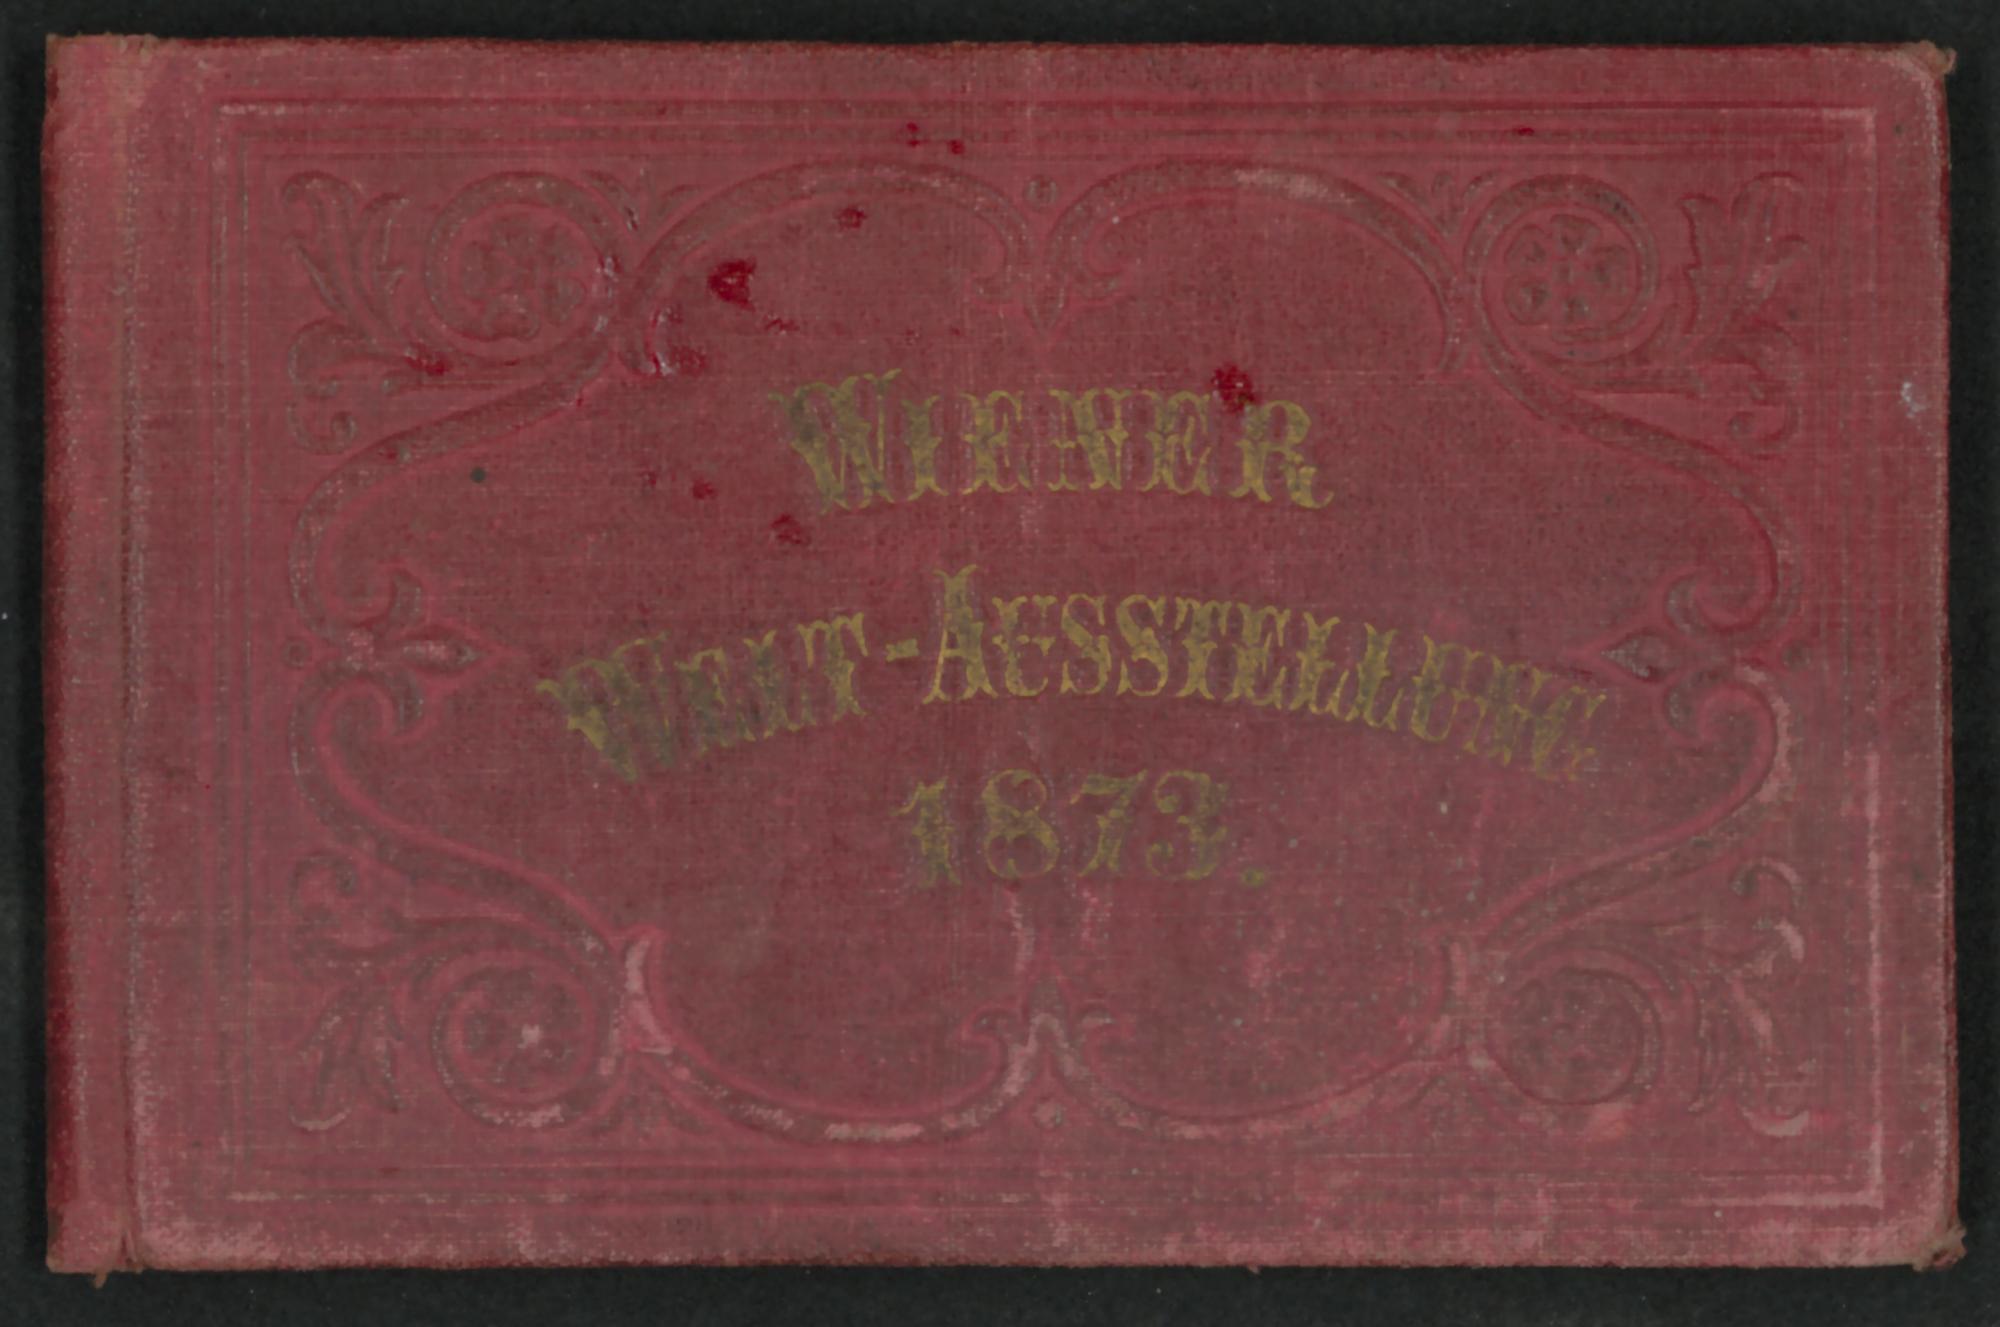 WIENER
WELT-AUSSTELLUNG
1873.